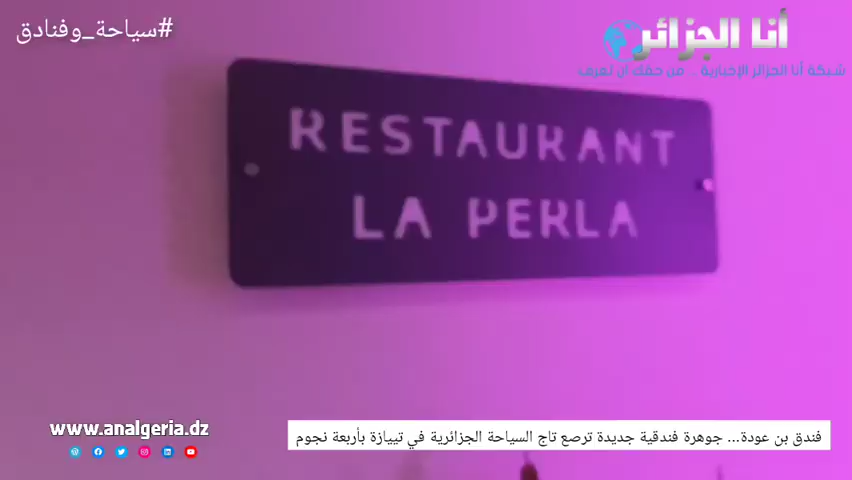 #سياحة_وفنادق
أنا الجزائر
شبكة أنا الجزائر الإخبارية .. من حقك أن تعرف
RESTAURANT
LA PERLA
www.analgeria.dz
فندق بن عودة... جوهرة فندقية جديدة ترصع تاج السياحة الجزائرية في تيبازة بأربعة نجوم